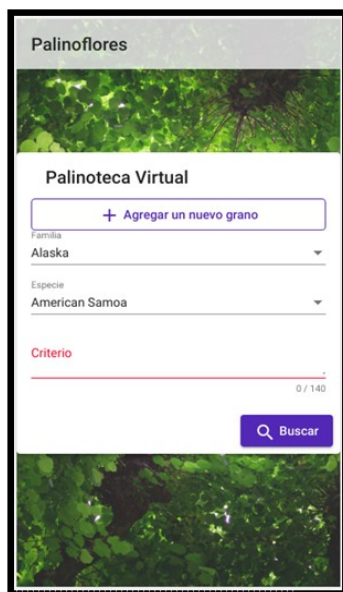 Palinoflores
Palinoteca Virtual
+ Agregar un nuevo grano
Familia
Alaska
Especie
American Samoa
Criterio
0 / 140
Buscar